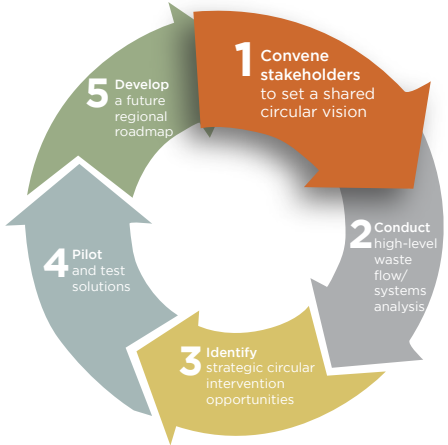 1
Convene
stakeholders
to set a shared
circular vision
2
Conduct
high-level
waste
flow/
systems
analysis
3
Identify
strategic circular
intervention
opportunities
4
Pilot
and test
solutions
5
Develop
a future
regional
roadmap